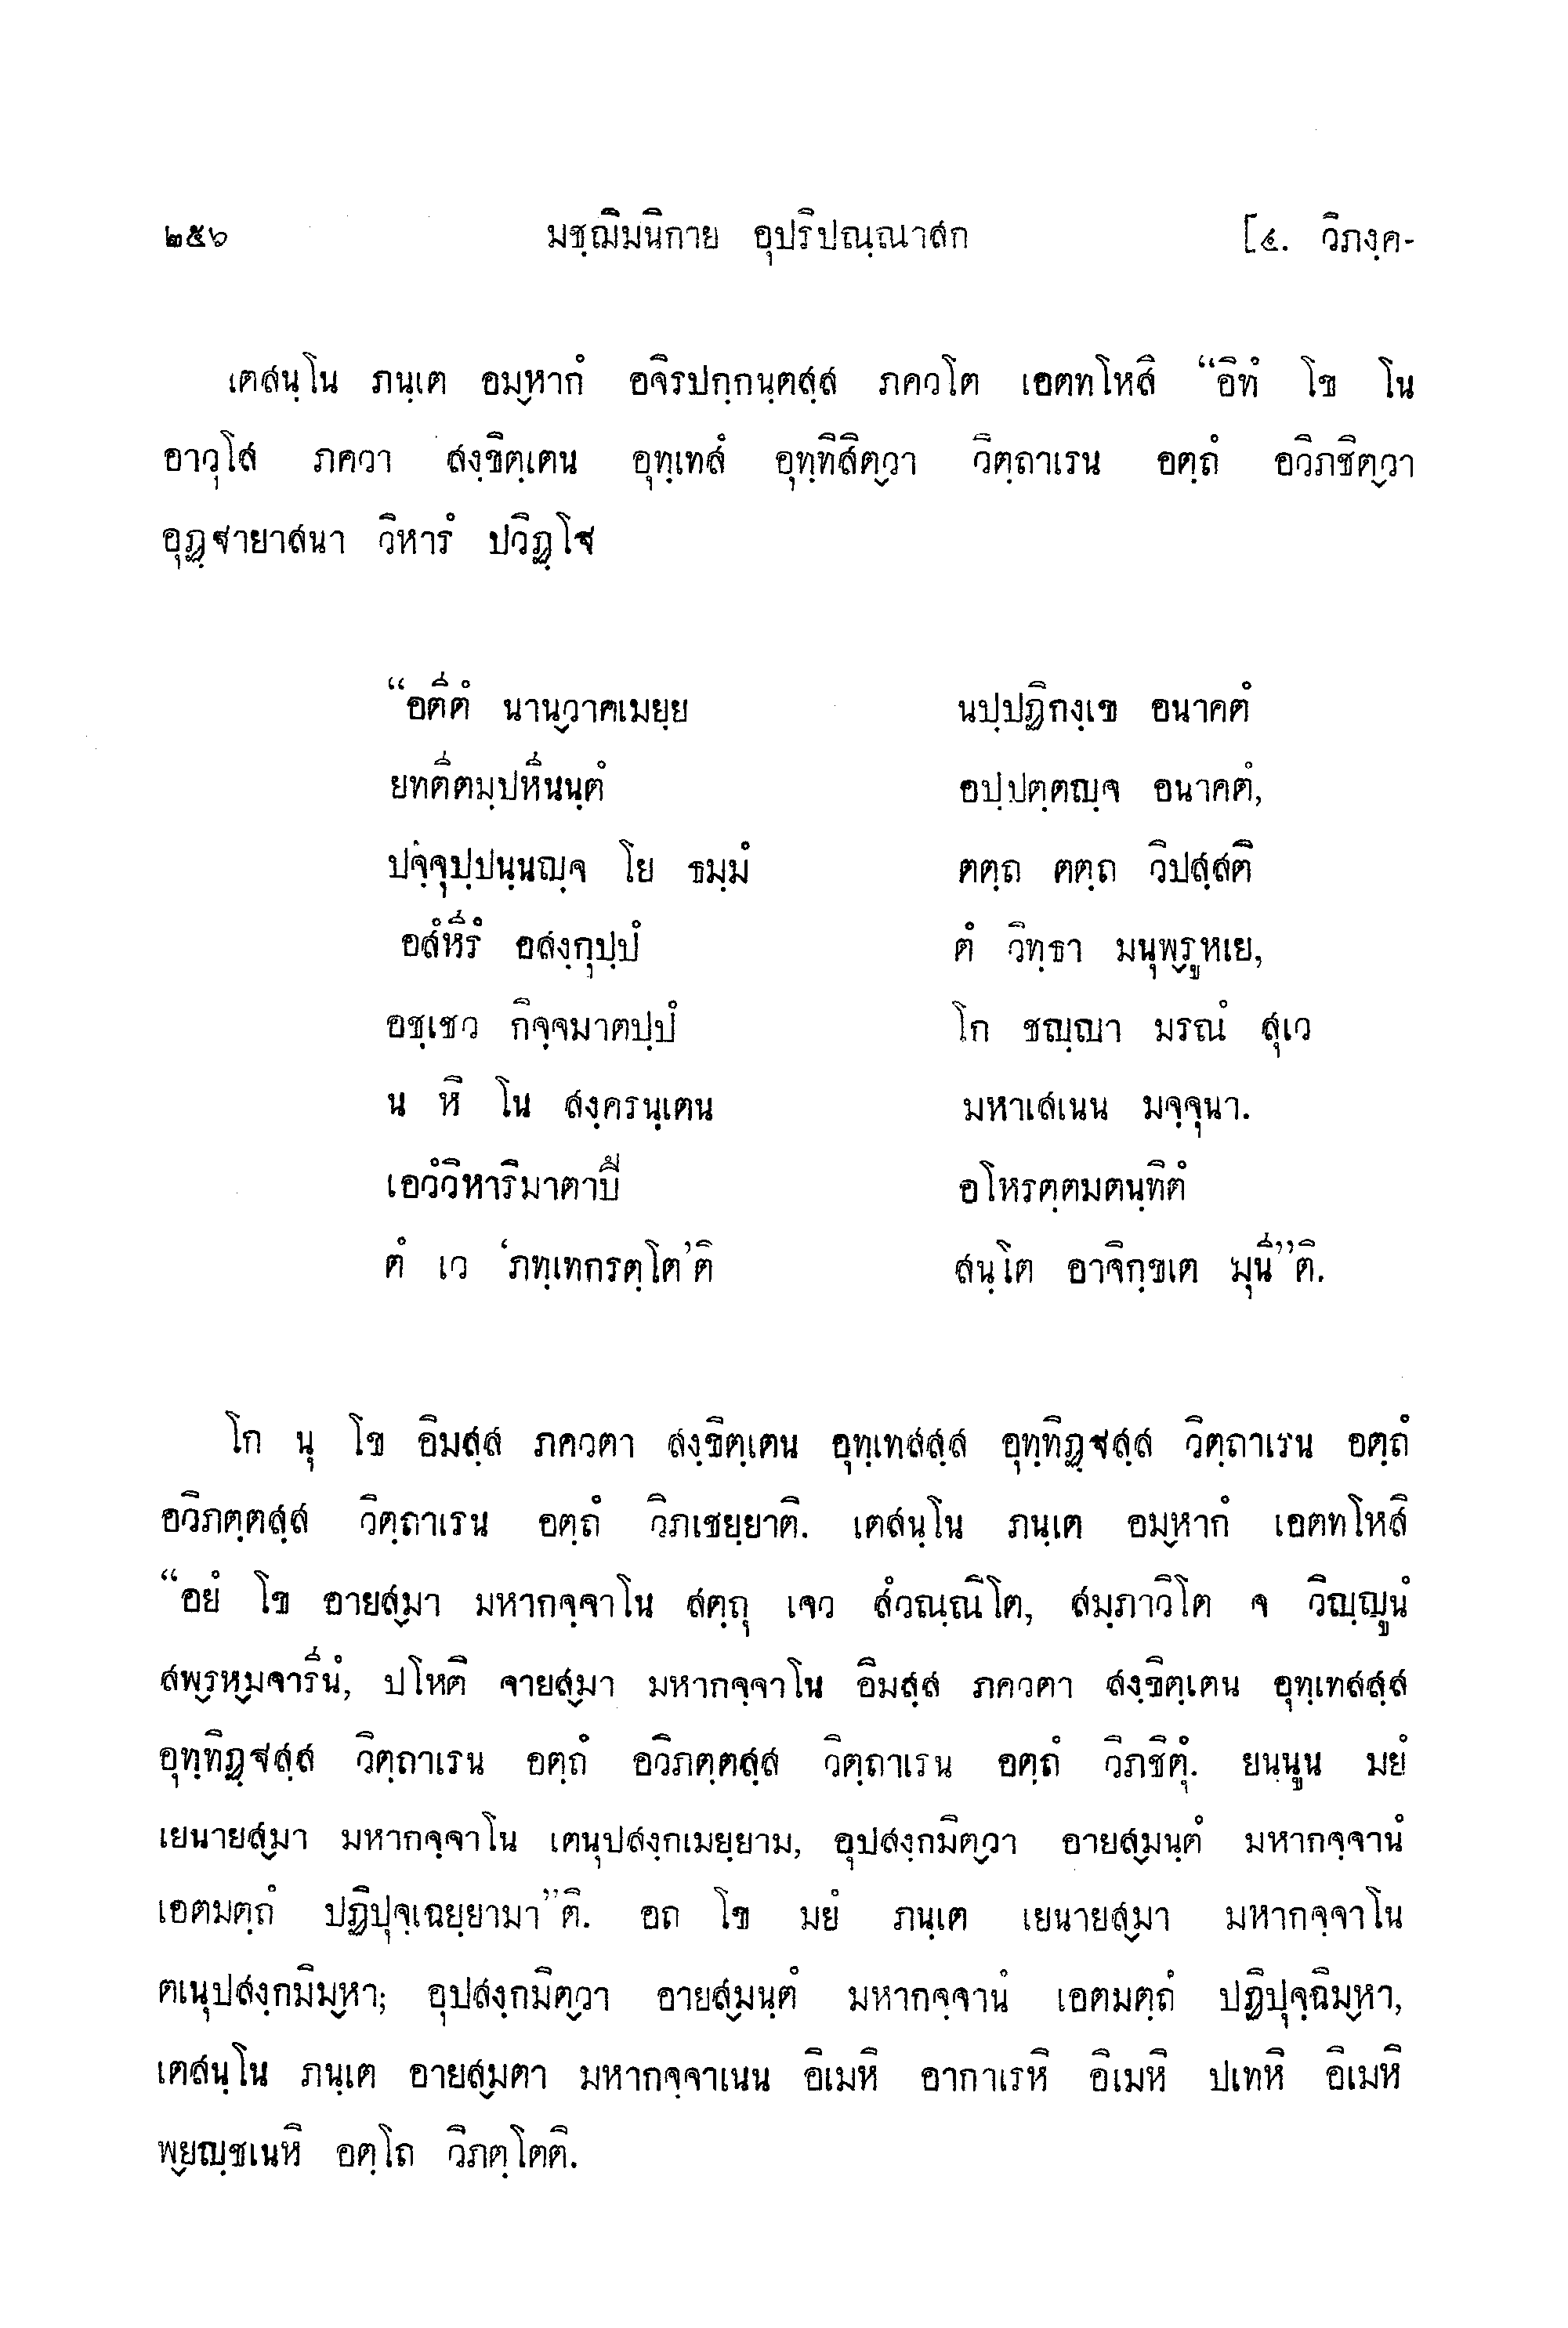 ๒๕๖ มชฺฌิมนิกาย อุปริปณฺณาสก [๔. วิภงฺค-
เตสนฺโน ภนฺเต อมฺหากํ อจิรปกฺกนฺตสฺส ภควโต เอตทโหสิ “อิทํ โข โน
อาวุโส ภควา สงฺขิตฺเตน อุทฺเทสํ อุทฺทิสิตฺวา วิตฺถาเรน อตฺถํ อวิภชิตฺวา
อุฏฺฐายาสนา วิหารํ ปวิฏฺโฐ
“อตีตํ นานฺวาคเมยฺย นปฺปฏิกงฺเข อนาคตํ
ยทตีตมฺปหีนนฺตํ อปฺปตฺตญฺจ อนาคตํ,
ปจฺจุปฺปนฺนญฺจ โย ธมฺมํ ตตฺถ ตตฺถ วิปสฺสติ
อสํหีรํ อสงฺกุปฺปํ ตํ วิทฺธา มนุพฺรูหเย,
อชฺเชว กิจฺจมาตปฺปํ โก ชญฺญา มรณํ สุเว
น หิ โน สงฺครนฺเตน มหาเสเนน มจฺจุนา.
เอวํวิหาริมาตาปึ อโหรตฺตมตนฺทิตํ
ตํ เว ‘ภทฺเทกรตฺโต’ติ สนฺโต อาจิกฺขเต มุนี”ติ.
โก นุ โข อิมสฺส ภควตา สงฺขิตฺเตน อุทฺเทสสฺส อุทฺทิฏฺฐสฺส วิตฺถาเรน อตฺถํ
อวิภตฺตสฺส วิตฺถาเรน อตฺถํ วิภเชยฺยาติ. เตสนฺโน ภนฺเต อมฺหากํ เอตทโหสิ
“อยํ โข อายสฺมา มหากจฺจาโน สตฺถุ เจว สํวณฺณิโต, สมฺภาวิโต จ วิญฺญูนํ
สพฺรหฺมจารีนํ, ปโหติ จายสฺมา มหากจฺจาโน อิมสฺส ภควตา สงฺขิตฺเตน อุทฺเทสสฺส
อุทฺทิฏฺฐสฺส วิตฺถาเรน อตฺถํ อวิภตฺตสฺส วิตฺถาเรน อตฺถํ วิภชิตุํ. ยนฺนูน มยํ
เยนายสฺมา มหากจฺจาโน เตนุปสงฺกเมยฺยาม, อุปสงฺกมิตฺวา อายสฺมนฺตํ มหากจฺจานํ
เอตมตฺถํ ปฏิปุจฺเฉยฺยามา”ติ. อถ โข มยํ ภนฺเต เยนายสฺมา มหากจฺจาโน
ตเนุปสงฺกมิมฺหา; อุปสงฺกมิตฺวา อายสฺมนฺตํ มหากจฺจานํ เอตมตฺถํ ปฏิปุจฺฉิมฺหา,
เตสนฺโน ภนฺเต อายสฺมตา มหากจฺจาเนน อิเมหิ อากาเรหิ อิเมหิ ปเทหิ อิเมหิ
พฺยญฺชเนหิ อตฺโถ วิภตฺโตติ.